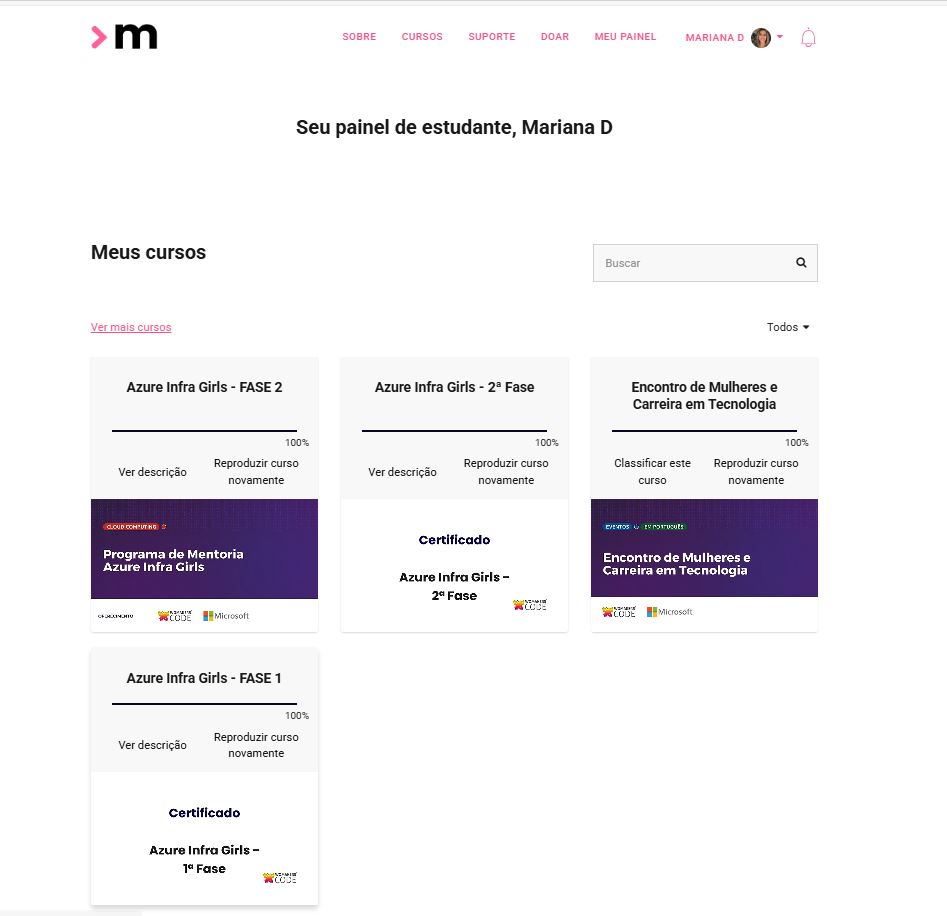 m
SOBRE CURSOS SUPORTE DOAR MEU PAINEL MARIANA D
Seu painel de estudante, Mariana D
Meus cursos
Buscar
Ver mais cursos
Todos
Azure Infra Girls - FASE 2
100%
Ver descrição
Reproduzir curso
novamente
CLOUD COMPUTING
Programa de Mentoria
Azure Infra Girls
OFERECIMENTO
WOMAKERS
CODE
Microsoft
Azure Infra Girls - 2ª Fase
100%
Ver descrição
Reproduzir curso
novamente
Certificado
Azure Infra Girls –
2ª Fase
WOMAKERS
CODE
Encontro de Mulheres e
Carreira em Tecnologia
100%
Classificar este
curso
Reproduzir curso
novamente
EVENTOS EM PORTUGUÊS
Encontro de Mulheres e
Carreira em Tecnologia
WOMAKERS
CODE
Microsoft
Azure Infra Girls - FASE 1
100%
Ver descrição
Reproduzir curso
novamente
Certificado
Azure Infra Girls –
1ª Fase
WOMAKERS
CODE